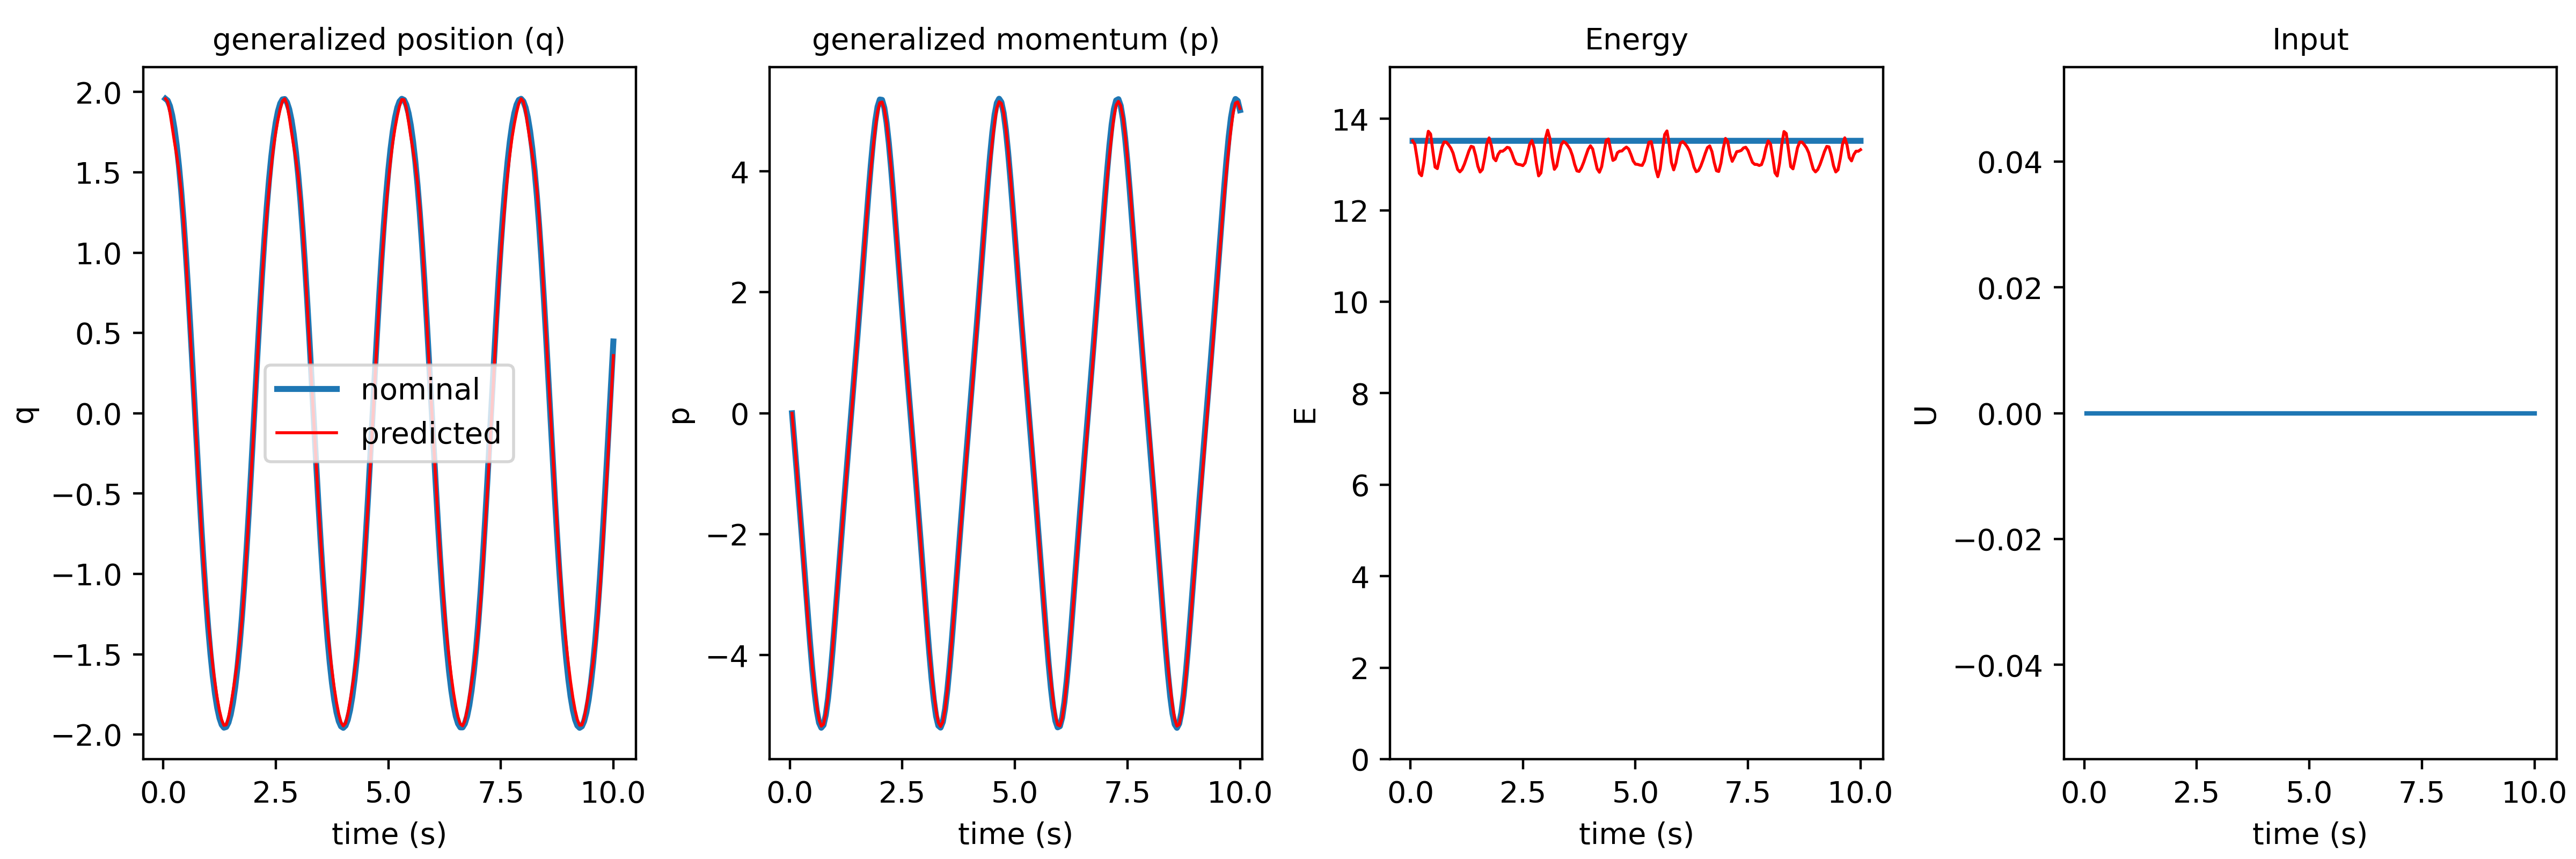 generalized position (q)
2.0
1.5
1.0
0.5
0.0
−0.5
−1.0
−1.5
−2.0
q
nominal
predicted
0.0 2.5 5.0 7.5 10.0
time (s)
generalized momentum (p)
4
2
0
−2
−4
p
0.0 2.5 5.0 7.5 10.0
time (s)
Energy
14
12
10
8
6
4
2
0
E
0.0 2.5 5.0 7.5 10.0
time (s)
Input
0.04
0.02
0.00
−0.02
−0.04
U
0.0 2.5 5.0 7.5 10.0
time (s)